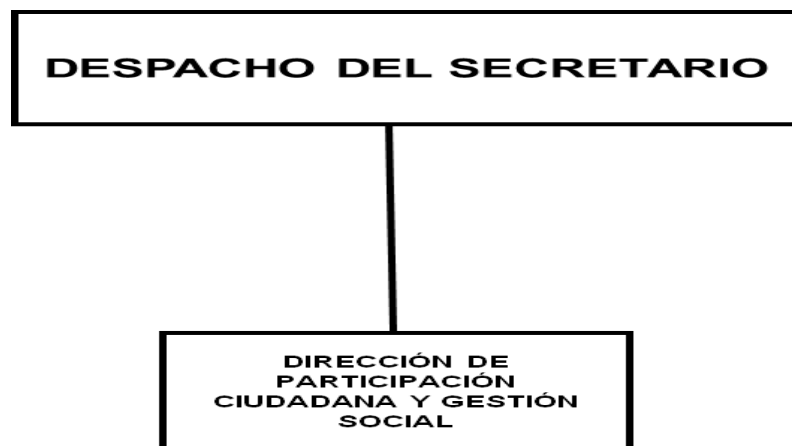 DESPACHO DEL SECRETARIO
DIRECCIÓN DE
PARTICIPACIÓN
CIUDADANA Y GESTIÓN
SOCIAL